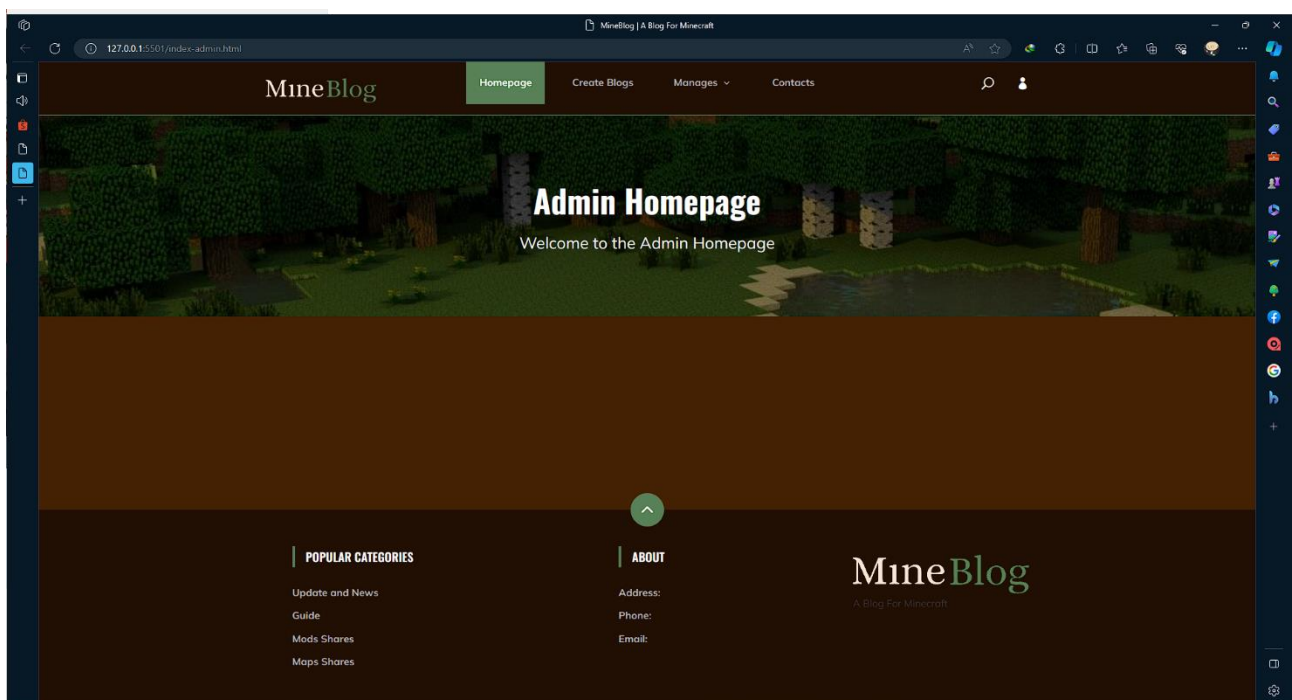 MineBlog | A Blog For Minecraft
127.0.0.1:5501/index-admin.html
MineBlog
Homepage
Create Blogs
Manages
Contacts
Admin Homepage
Welcome to the Admin Homepage
POPULAR CATEGORIES
Update and News
Guide
Mods Shares
Maps Shares
ABOUT
Address:
Phone:
Email:
MineBlog
A Blog For Minecraft